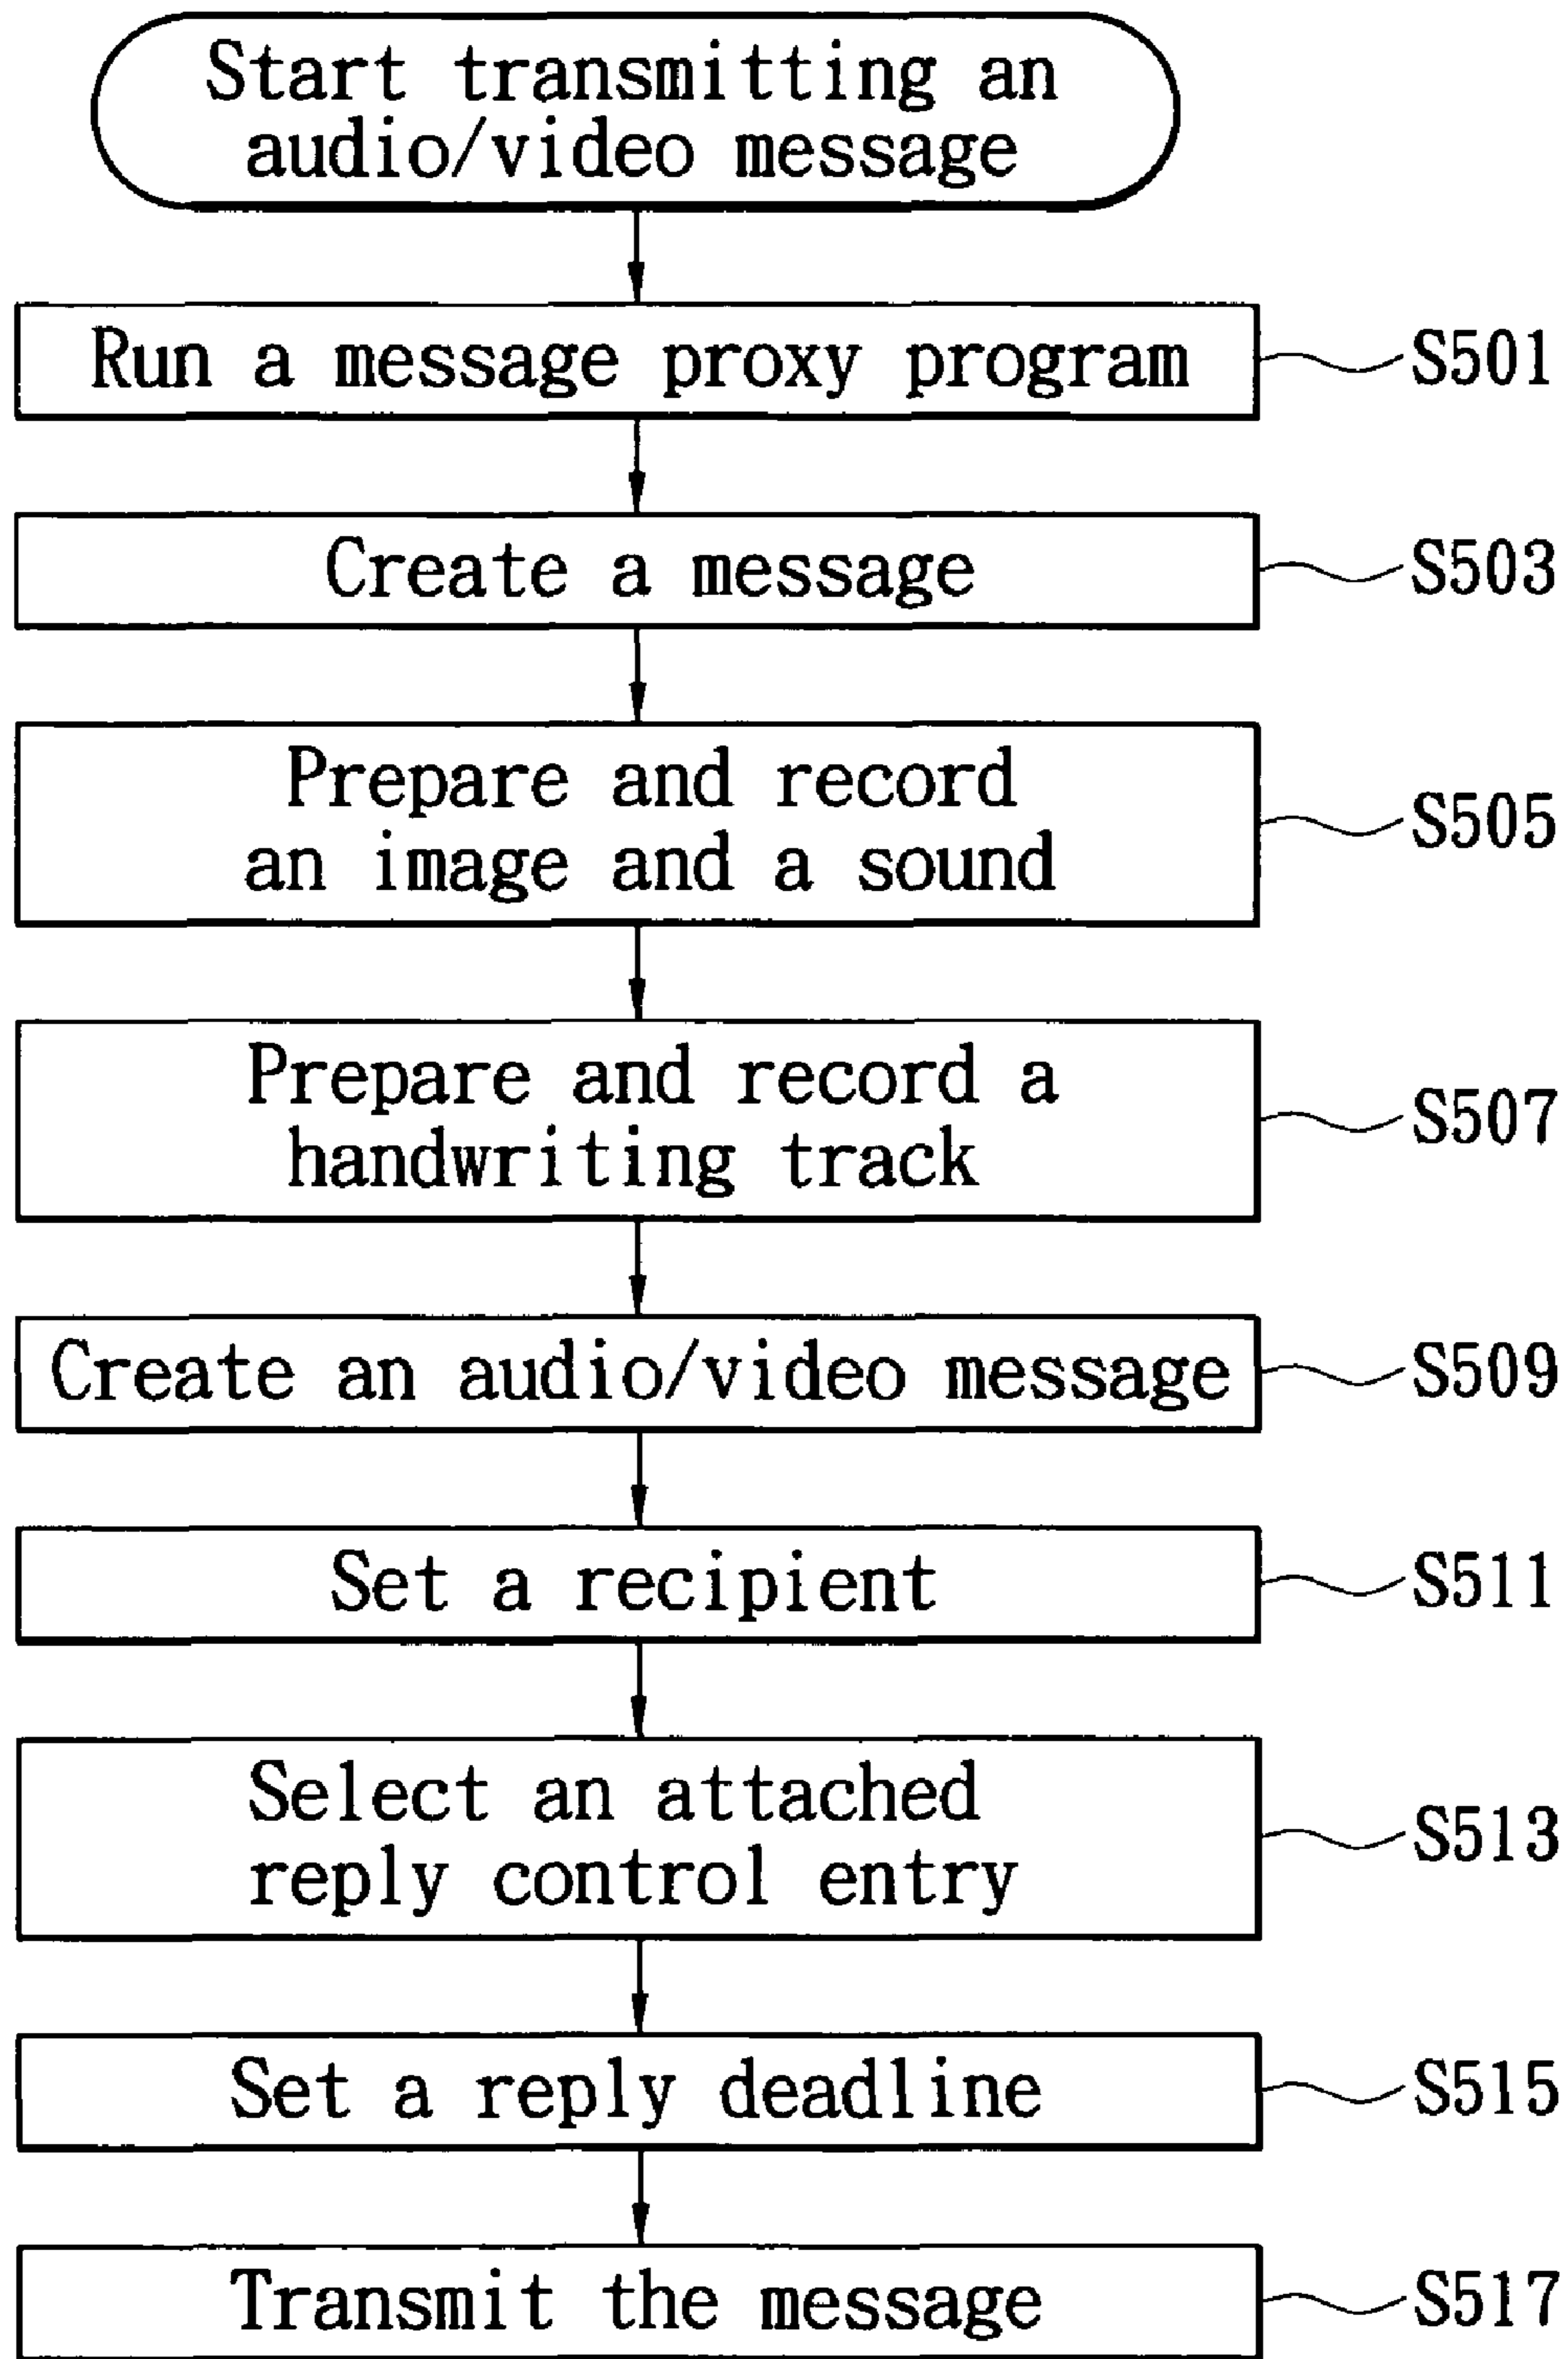 Start transmitting an
audio/video message
Run a message proxy program
S501
Create a message
S503
Prepare and record
an image and a sound
S505
Prepare and record a
handwriting track
S507
Create an audio/video message
S509
Set a recipient
S511
Select an attached
reply control entry
S513
Set a reply deadline
S515
Transmit the message
S517